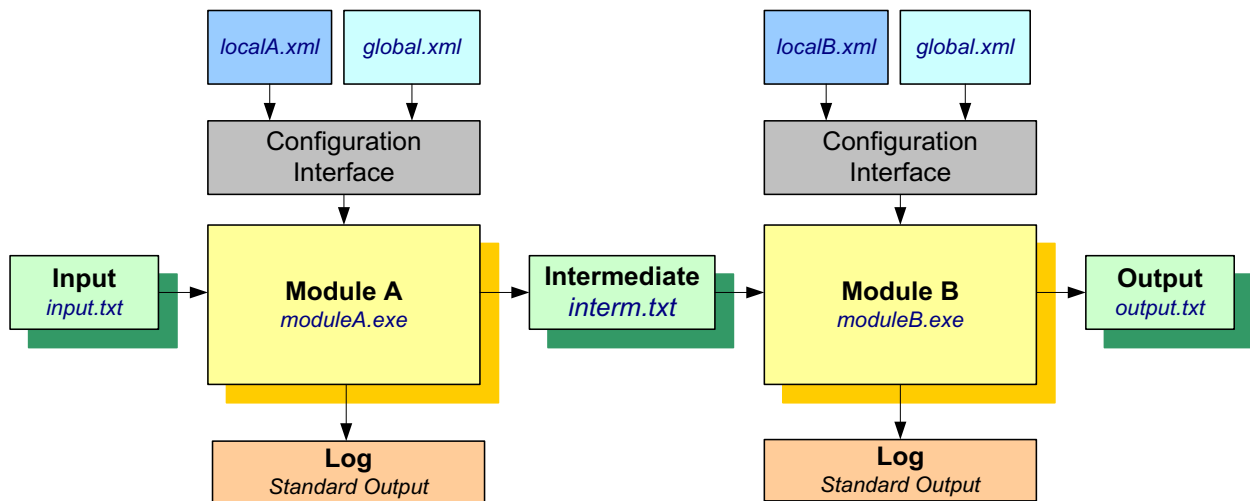 localA.xml
global.xml
localB.xml
global.xml
Configuration
Interface
Configuration
Interface
Input
input.txt
Module A
moduleA.exe
Intermediate
interm.txt
Module B
moduleB.exe
Output
output.txt
Log
Standard Output
Log
Standard Output